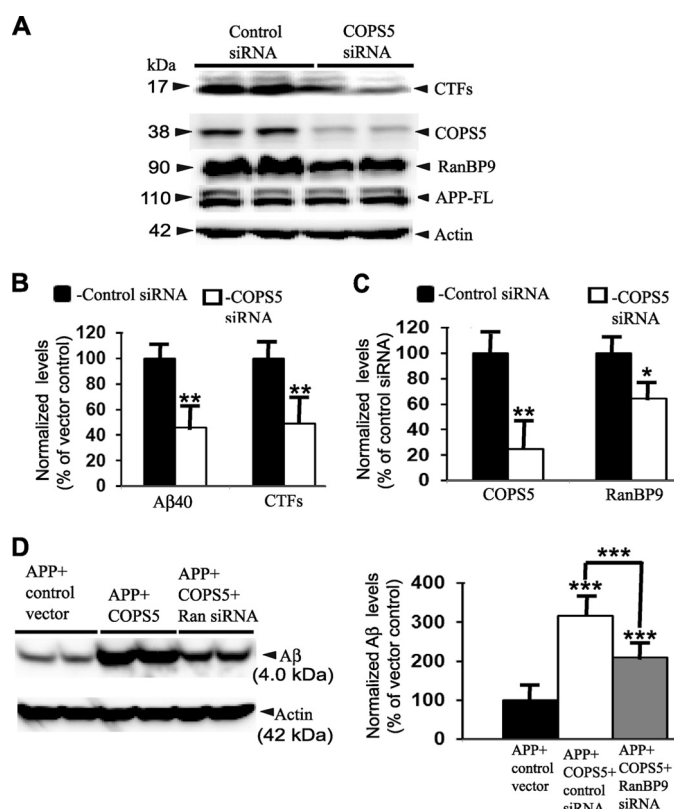 A
Control
siRNA
COPS5
siRNA
kDa
17
CTFs
38
COPS5
90
RanBP9
110
APP-FL
42
Actin
B
-Control siRNA
-COPS5
siRNA
Normalized levels
(% of vector control)
120
100
80
60
40
20
0
**
**
Aβ40
CTFs
C
-Control siRNA
-COPS5
siRNA
Normalized levels
(% of control siRNA)
120
100
80
60
40
20
0
**
*
COPS5
RanBP9
D
APP+
control
vector
APP+
COPS5
APP+
COPS5+
Ran siRNA
Aβ
(4.0 kDa)
Actin
(42 kDa)
Normalized Aβ levels
(% of vector control)
400
300
200
100
0
***
***
***
APP+
control
vector
APP+
COPS5+
control
siRNA
APP+
COPS5+
RanBP9
siRNA